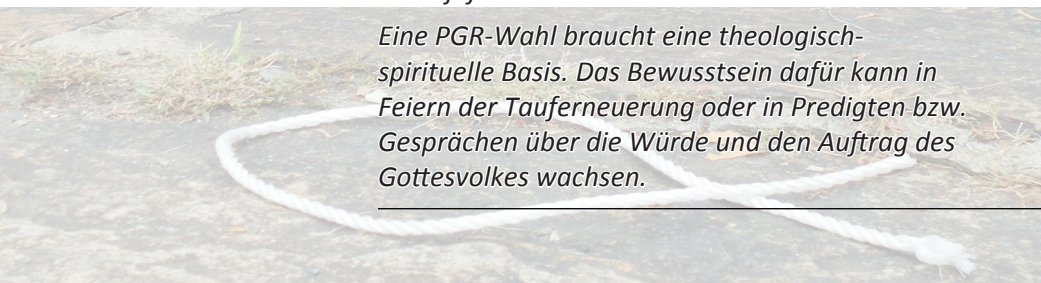 Eine PGR-Wahl braucht eine theologisch-
spirituelle Basis. Das Bewusstsein dafür kann in
Feiern der Tauferneuerung oder in Predigten bzw.
Gesprächen über die Würde und den Auftrag des
Gottesvolkes wachsen.